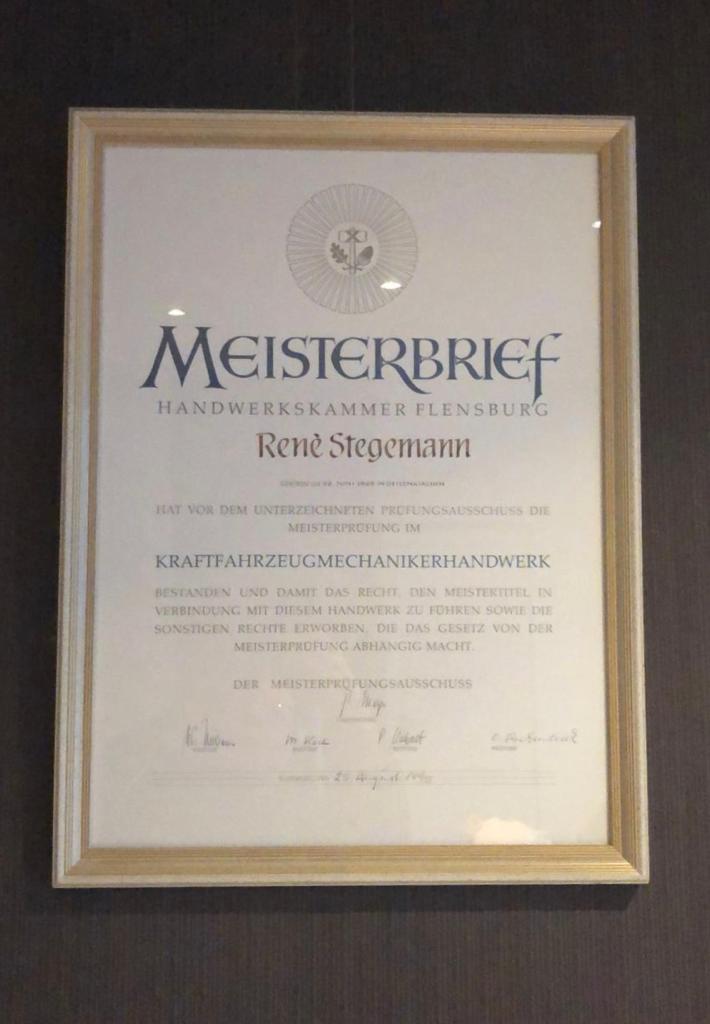 MEISTERBRIEF
HANDWERKSKAMMER FLENSBURG
Renè Stegemann
HAT VOR DEM UNTERZEICHNETEN PRÜFUNGSAUSSCHUSS DIE
MEISTERPRÜFUNG IM
KRAFTFAHRZEUGMECHANIKERHANDWERK
BESTANDEN UND DAMIT DAS RECHT, DEN MEISTERTITEL IN
VERBINDUNG MIT DIESEM HANDWERK ZU FÜHREN SOWIE DIE
SONSTIGEN RECHTE ERWORBEN, DIE DAS GESETZ VON DER
MEISTERPRÜFUNG ABHÄNGIG MACHT.
DER MEISTERPRÜFUNGSAUSSCHUSS
August